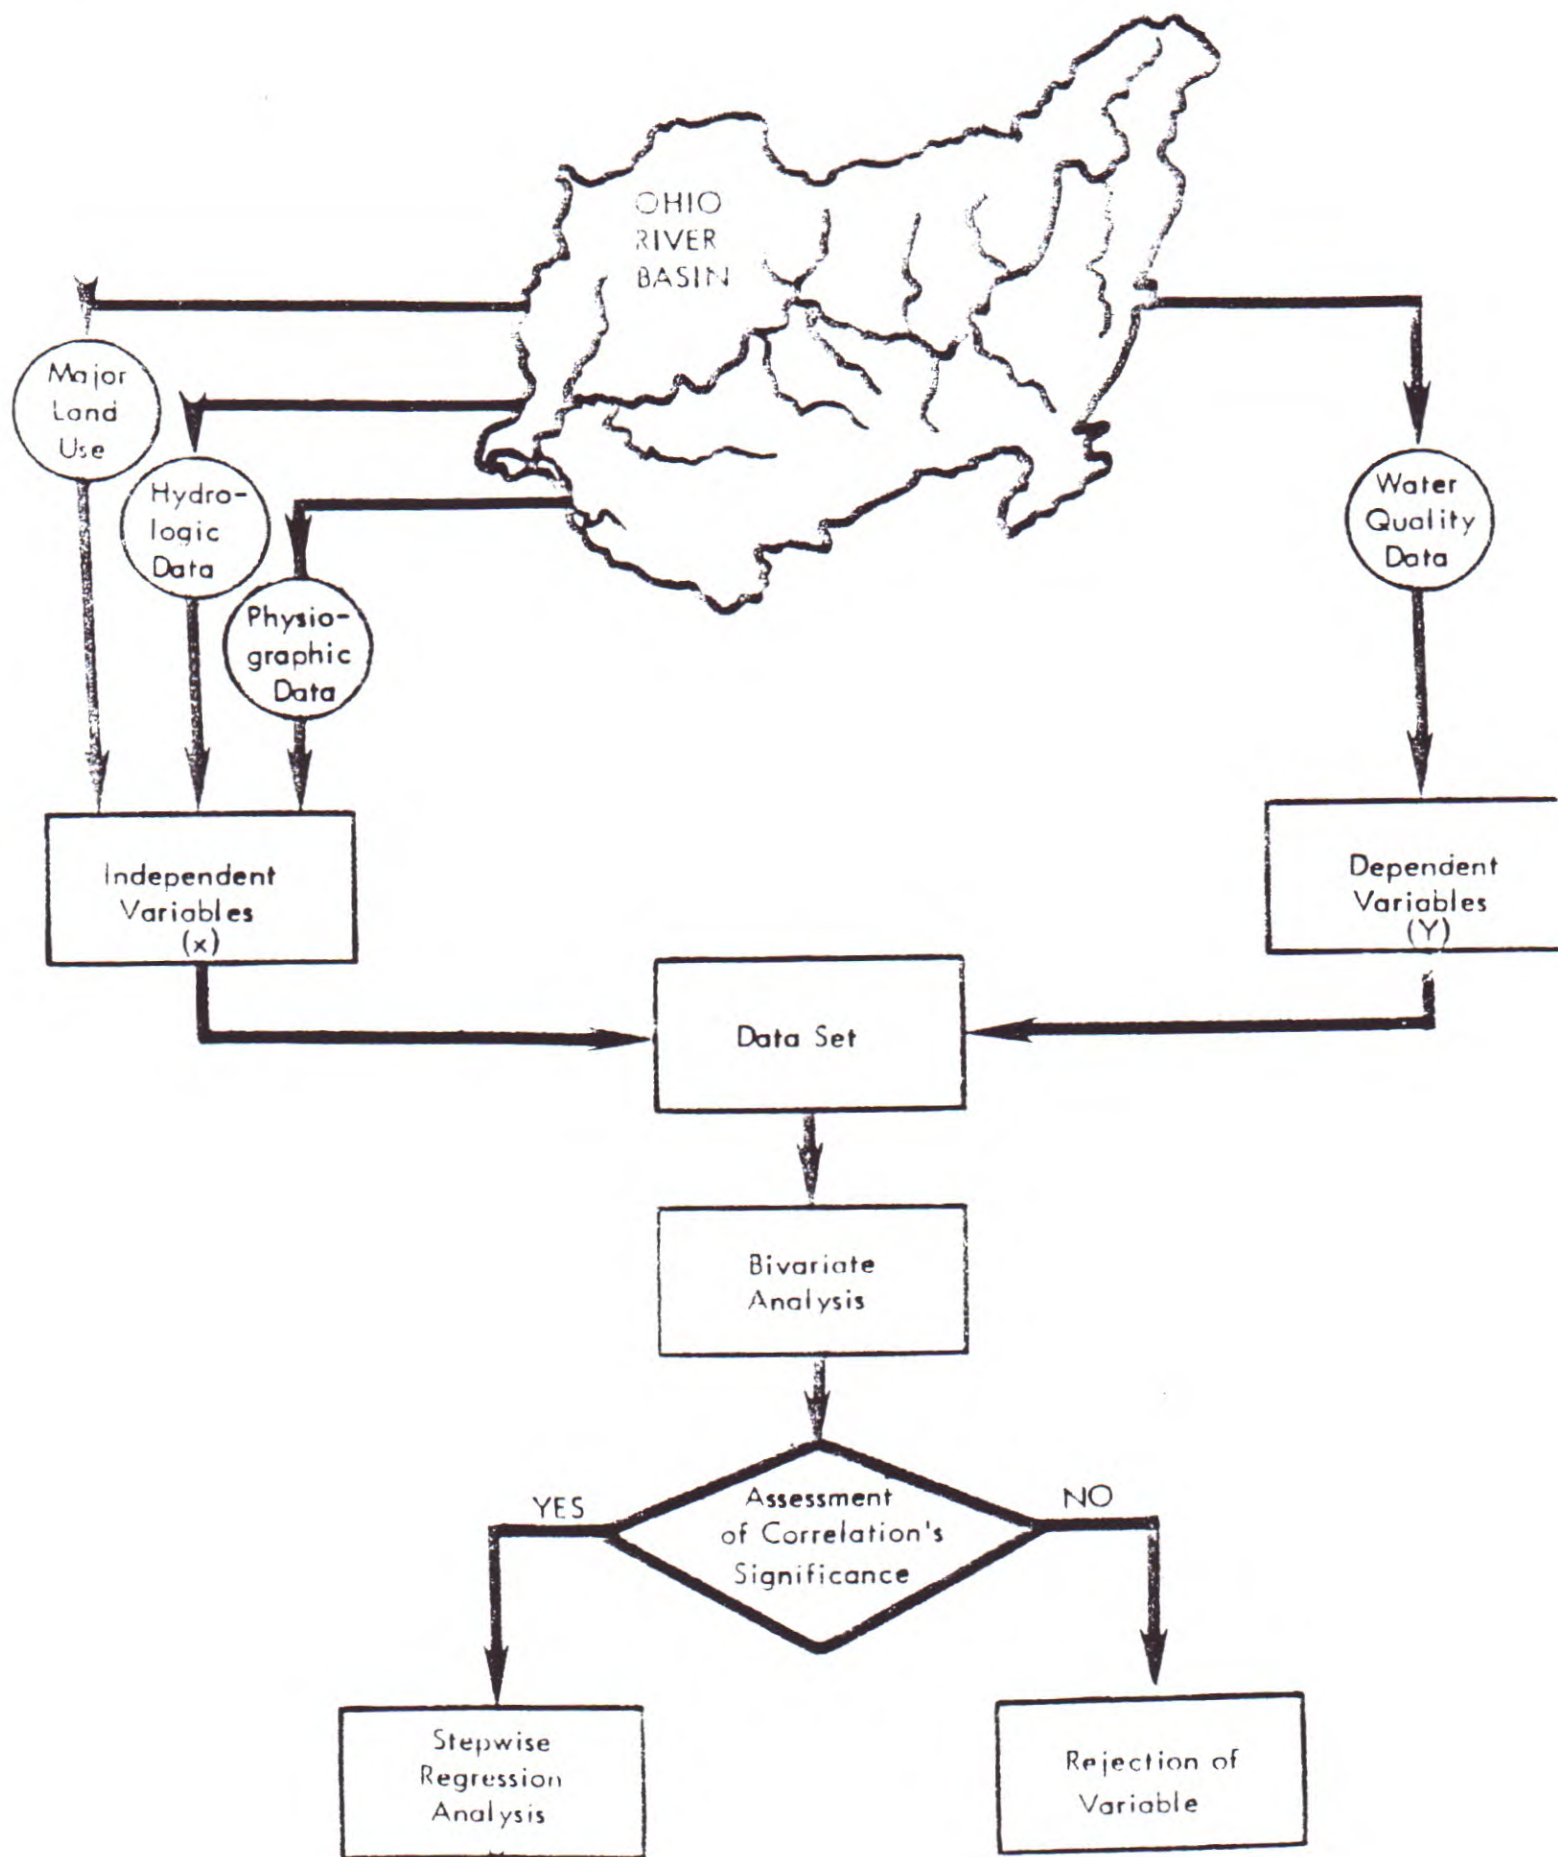 OHIO
RIVER
BASIN
Major
Land
Use
Hydro-
logic
Data
Physio-
graphic
Data
Water
Quality
Data
Independent
Variables
(x)
Dependent
Variables
(Y)
Data Set
Bivariate
Analysis
Assessment
of Correlation's
Significance
YES
NO
Stepwise
Regression
Analysis
Rejection of
Variable